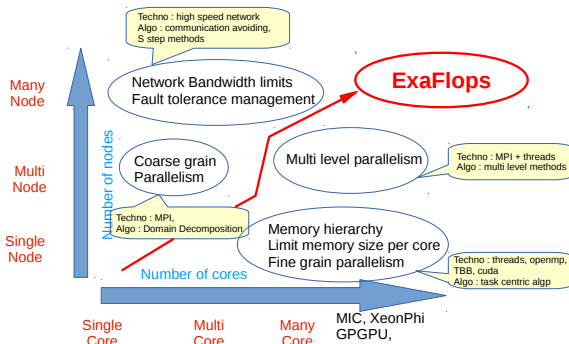 Techno : high speed network
Algo : communication avoiding,
S step methods
Many
Node
Network Bandwidth limits
Fault tolerance management
ExaFlops
Number of nodes
Multi
Node
Coarse grain
Parallelism
Multi level parallelism
Techno : MPI + threads
Algo : multi level methods
Techno : MPI,
Algo : Domain Decomposition
Single
Node
Memory hierarchy
Limit memory size per core
Fine grain parallelism
Techno : threads, openmp,
TBB, cuda
Algo : task centric algp
Number of cores
Single
Core
Multi
Core
Many
Core
MIC, XeonPhi
GPGPU,